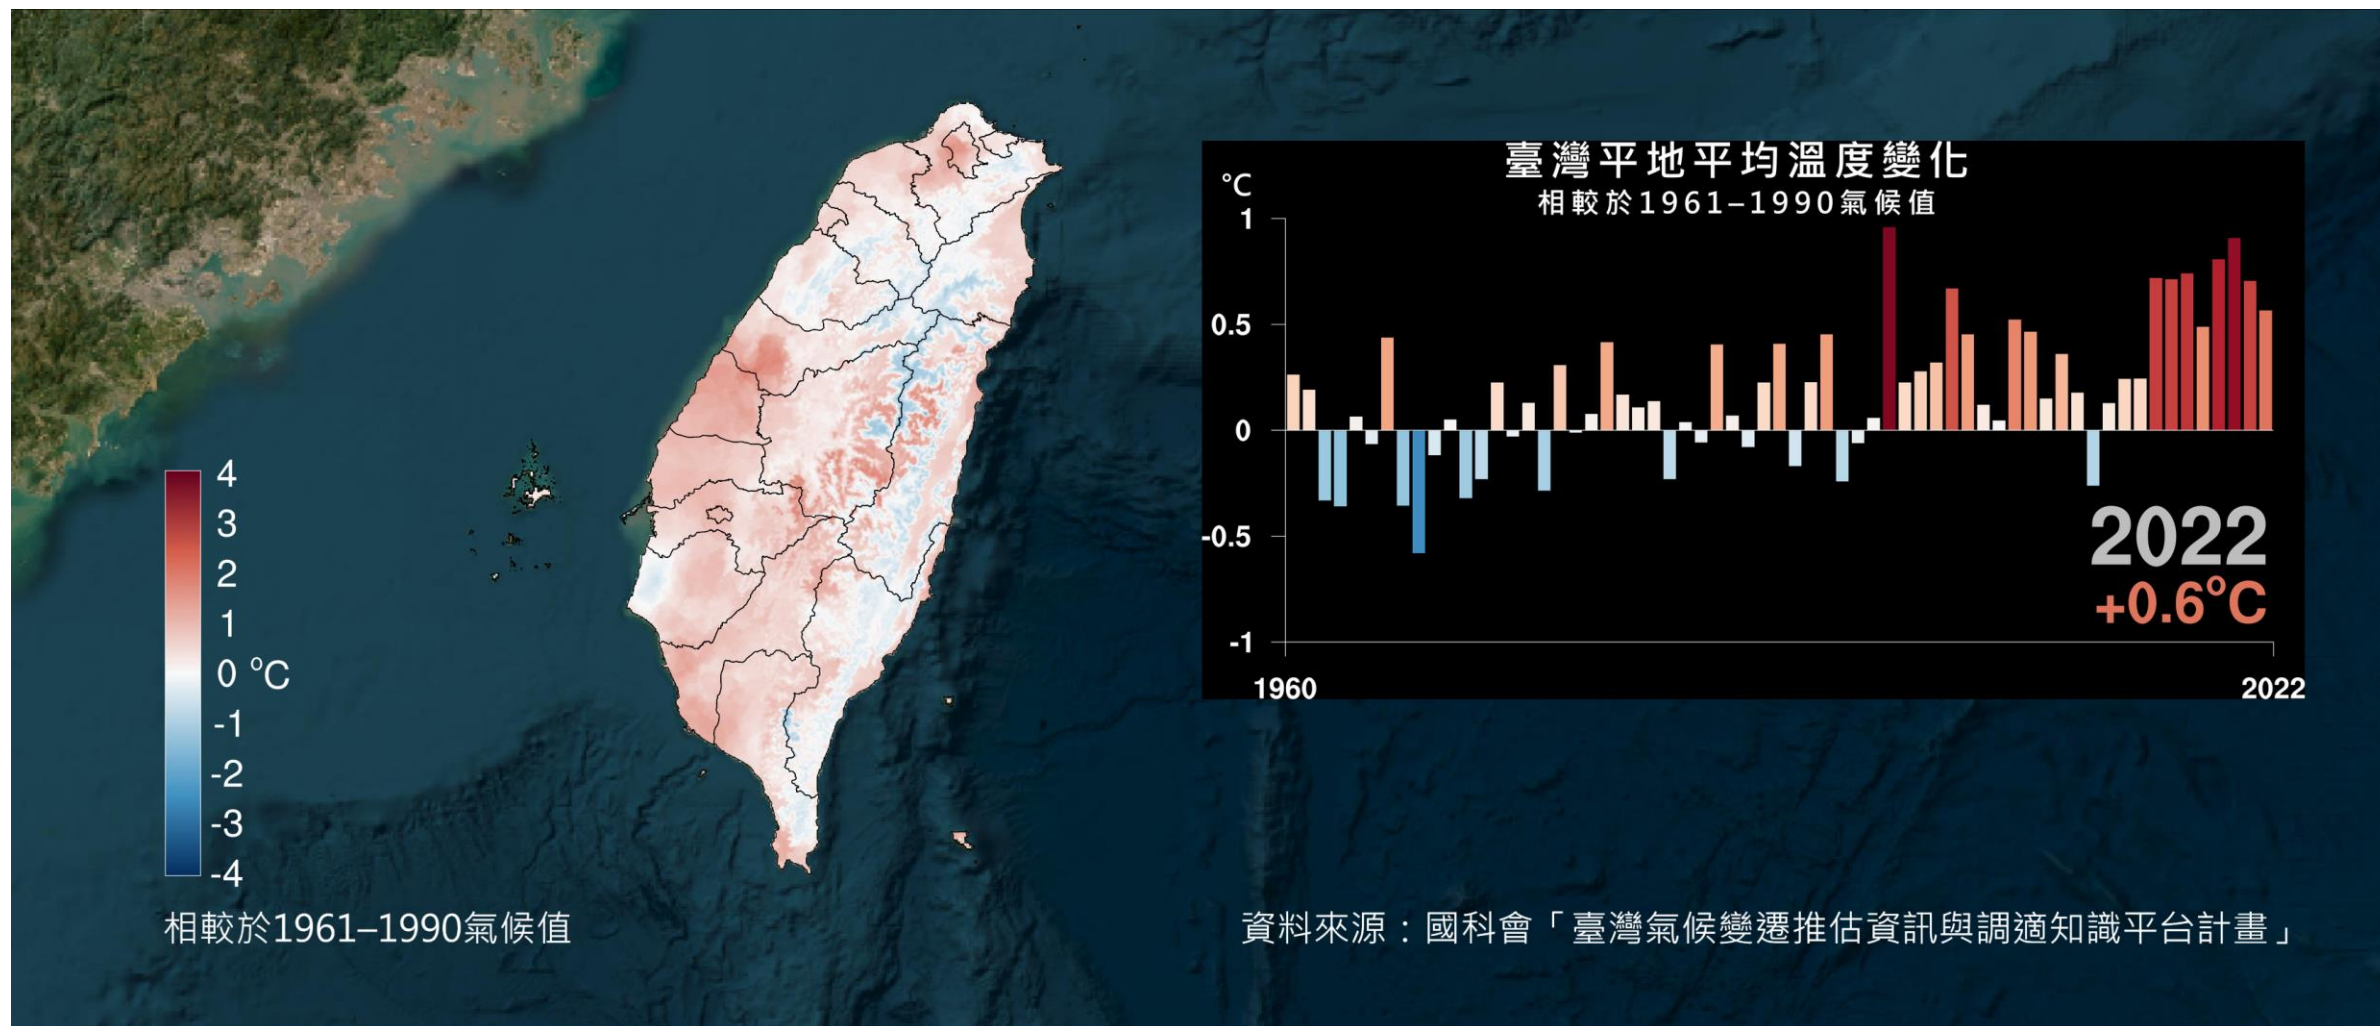 臺灣平地平均溫度變化
相較於1961–1990氣候值
°C
1
0.5
0
-0.5
-1
1960
2022
2022
+0.6°C
4
3
2
1
0 °C
-1
-2
-3
-4
相較於1961–1990氣候值
資料來源：國科會「臺灣氣候變遷推估資訊與調適知識平台計畫」